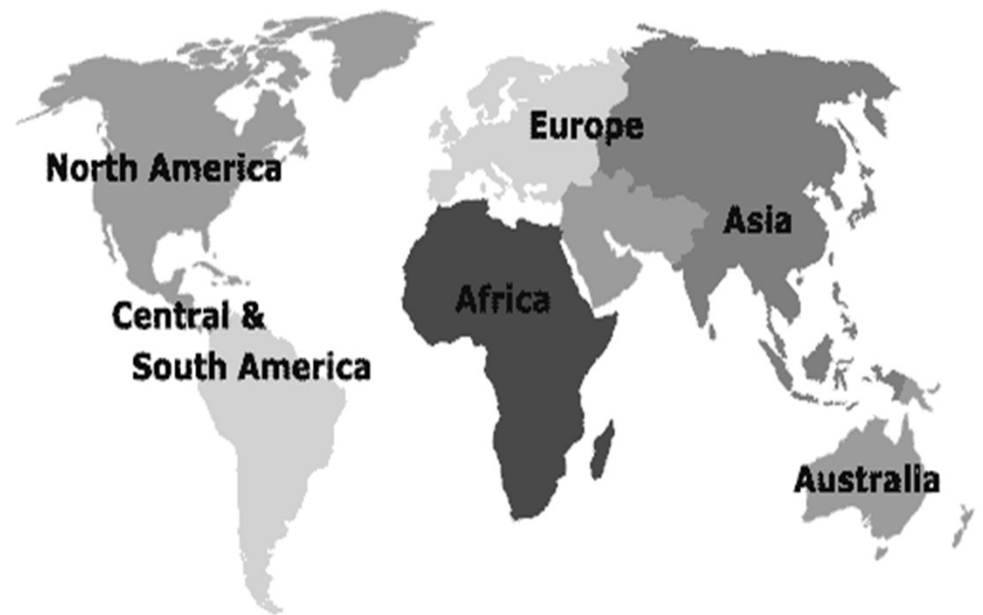 Europe
North America
Asia
Africa
Central &
South America
Australia